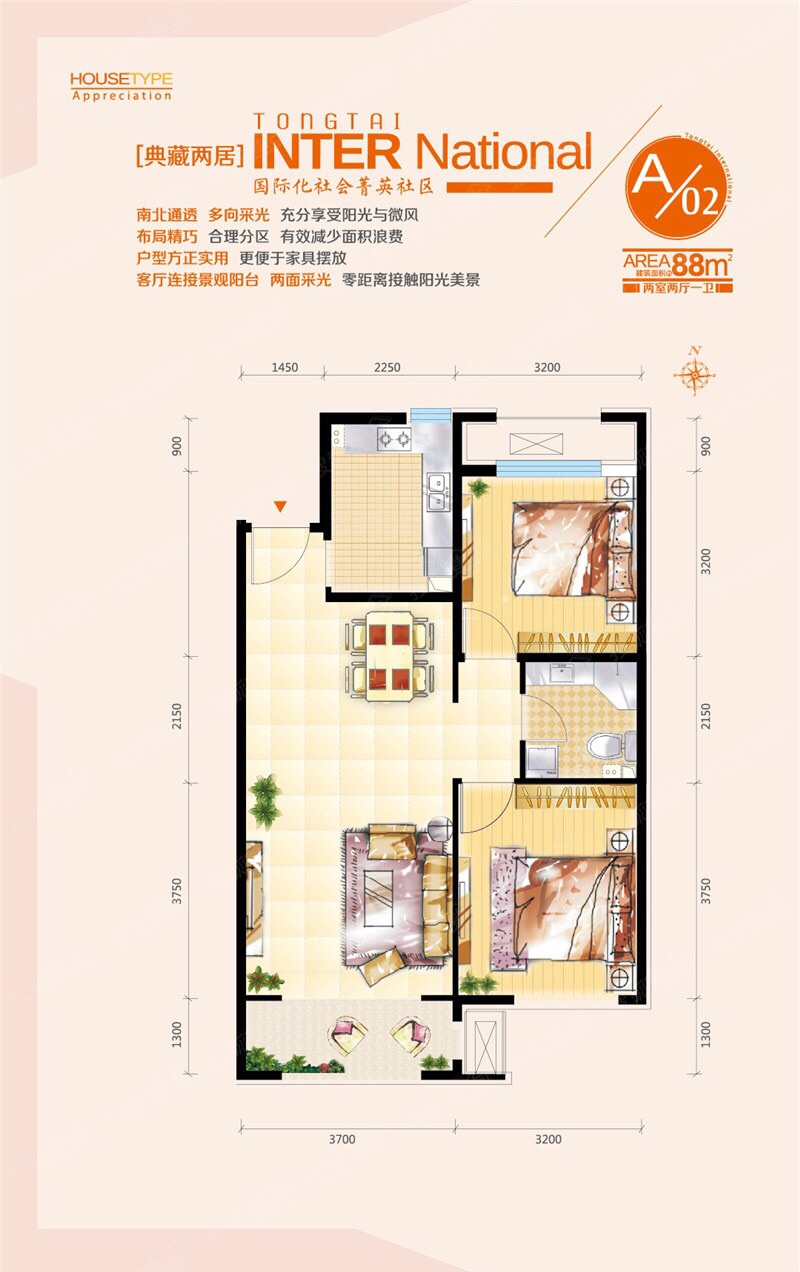 HOUSETYPE
Appreciation
TONGTAI
[典藏两居] INTER National
国际化社会菁英社区
南北通透 多向采光 充分享受阳光与微风
布局精巧 合理分区 有效减少面积浪费
户型方正实用 更便于家具摆放
客厅连接景观阳台 两面采光 零距离接触阳光美景
Tongtai International
A/02
AREA 建筑面积约 88m²
两室两厅一卫
N
1450 2250 3200
900 900
3200
2150 2150
3750 3750
1300 1300
3700 3200